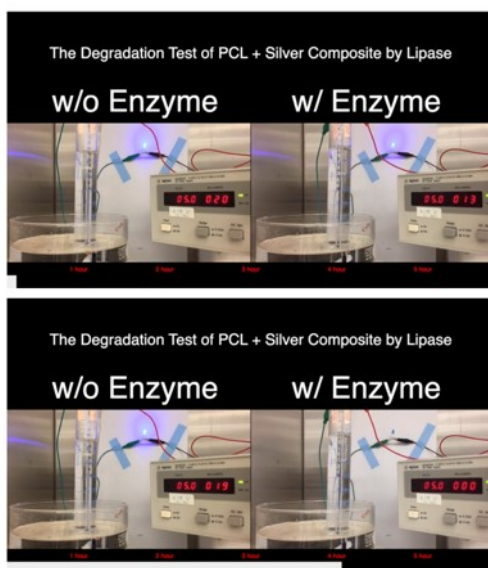 The Degradation Test of PCL + Silver Composite by Lipase
w/o Enzyme w/ Enzyme
05.0 020
05.0 013
1 hour 2 hour 3 hour 4 hour 5 hour
The Degradation Test of PCL + Silver Composite by Lipase
w/o Enzyme w/ Enzyme
05.0 019
05.0 000
1 hour 2 hour 3 hour 4 hour 5 hour